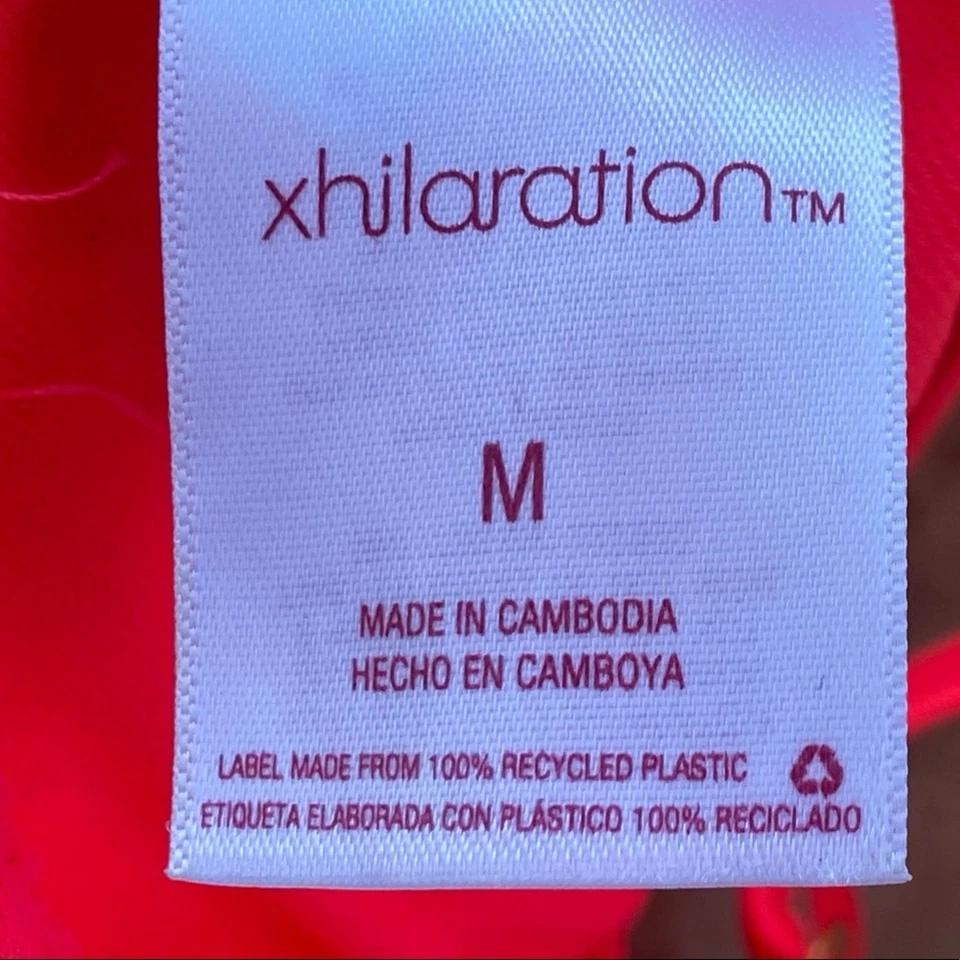 xhilaration™
M
MADE IN CAMBODIA
HECHO EN CAMBOYA
LABEL MADE FROM 100% RECYCLED PLASTIC
ETIQUETA ELABORADA CON PLÁSTICO 100% RECICLADO